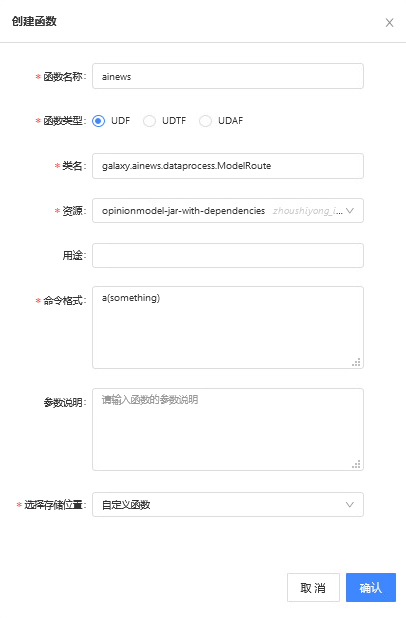 创建函数
* 函数名称: ainews
* 函数类型: UDF UDTF UDAF
* 类名: galaxy.ainews.dataprocess.ModelRoute
* 资源: opinionmodel-jar-with-dependencies zhoushiyong_i...
用途:
* 命令格式: a(something)
参数说明: 请输入函数的参数说明
* 选择存储位置: 自定义函数
取 消 确认